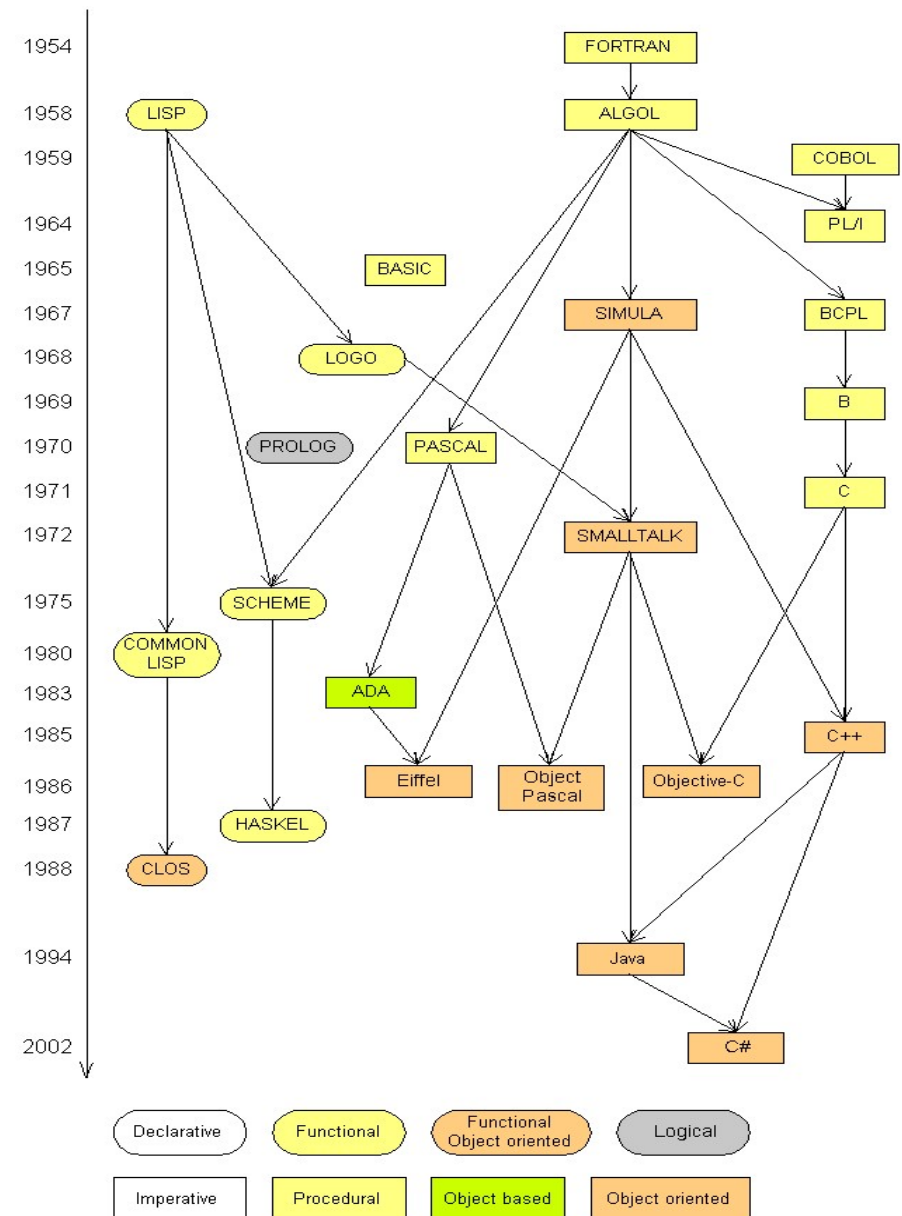 1954
FORTRAN
1958
LISP
ALGOL
1959
COBOL
1964
PL/I
1965
BASIC
1967
SIMULA
BCPL
1968
LOGO
1969
B
1970
PROLOG
PASCAL
1971
C
1972
SMALLTALK
1975
SCHEME
1980
COMMON
LISP
1983
ADA
1985
C++
1986
Eiffel
Object
Pascal
Objective-C
1987
HASKEL
1988
CLOS
1994
Java
2002
C#
Declarative
Functional
Functional
Object oriented
Logical
Imperative
Procedural
Object based
Object oriented